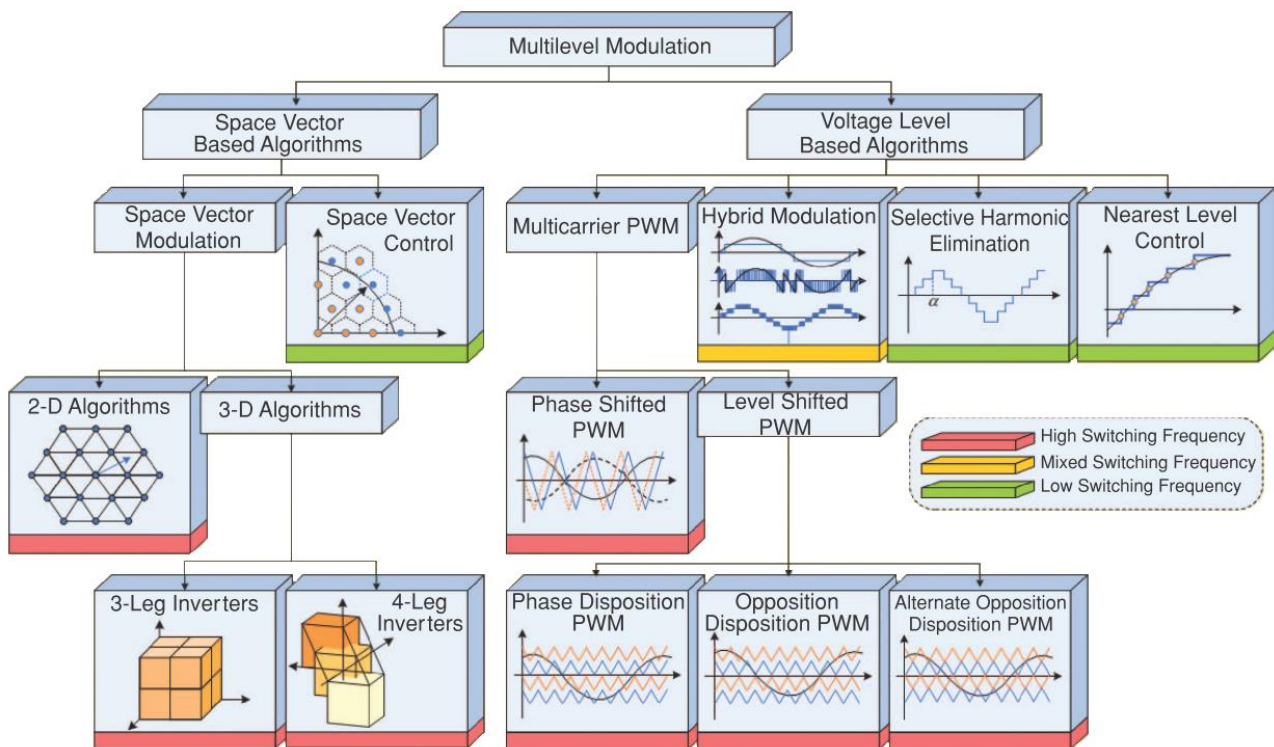 Multilevel Modulation
Space Vector
Based Algorithms
Voltage Level
Based Algorithms
Space Vector
Modulation
Space Vector
Control
Multicarrier PWM
Hybrid Modulation
Selective Harmonic
Elimination
α
Nearest Level
Control
2-D Algorithms
3-D Algorithms
Phase Shifted
PWM
Level Shifted
PWM
High Switching Frequency
Mixed Switching Frequency
Low Switching Frequency
3-Leg Inverters
4-Leg
Inverters
Phase Disposition
PWM
Opposition
Disposition PWM
Alternate Opposition
Disposition PWM